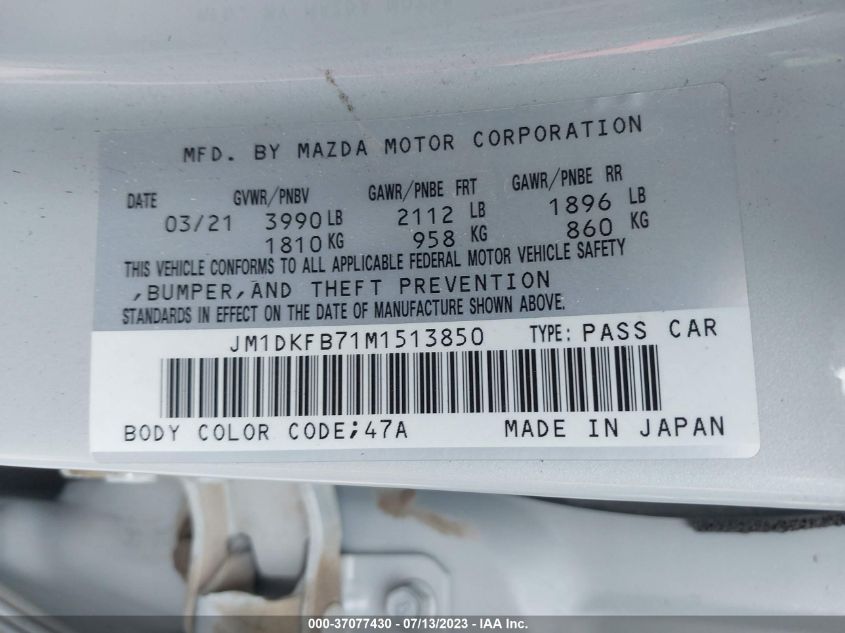 MFD. BY MAZDA MOTOR CORPORATION
DATE GVWR/PNBV GAWR/PNBE FRT GAWR/PNBE RR
03/21 3990 LB 2112 LB 1896 LB
1810 KG 958 KG 860 KG
THIS VEHICLE CONFORMS TO ALL APPLICABLE FEDERAL MOTOR VEHICLE SAFETY
,BUMPER,AND THEFT PREVENTION
STANDARDS IN EFFECT ON THE DATE OF MANUFACTURE SHOWN ABOVE.
JM1DKFB71M1513850 TYPE: PASS CAR
BODY COLOR CODE;47A MADE IN JAPAN
000-37077430 - 07/13/2023 - IAA Inc.